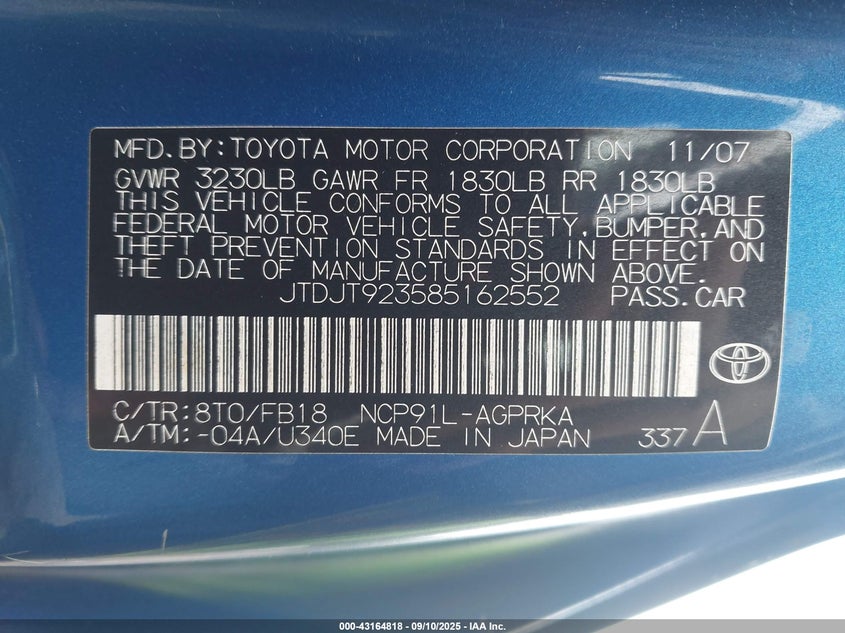 MFD.BY:TOYOTA MOTOR CORPORATION 11/07
GVWR 3230LB GAWR FR 1830LB RR 1830LB
THIS VEHICLE CONFORMS TO ALL APPLICABLE
FEDERAL MOTOR VEHICLE SAFETY,BUMPER,AND
THEFT PREVENTION STANDARDS IN EFFECT ON
THE DATE OF MANUFACTURE SHOWN ABOVE.
JTDJT923585162552 PASS.CAR
C/TR:8T0/FB18 NCP91L-AGPRKA
A/TM:-04A/U340E MADE IN JAPAN 337A
000-43164818 - 09/10/2025 - IAA Inc.